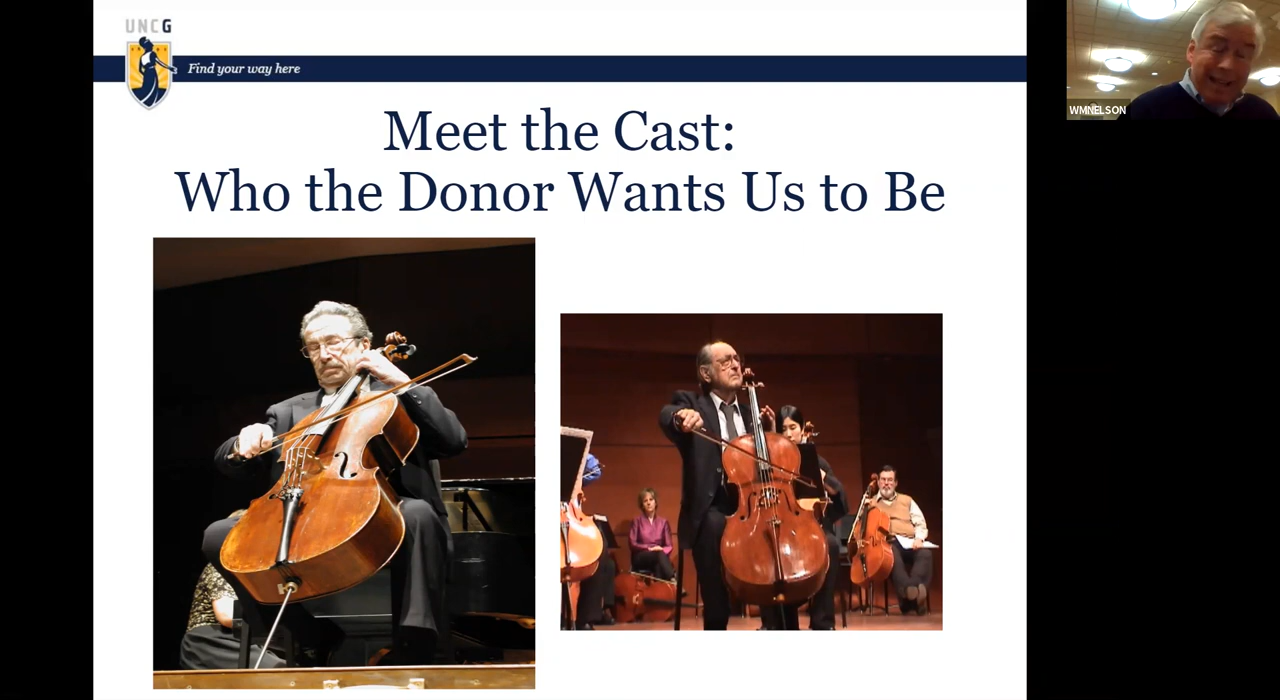 UNCG
Find your way here
WMNELSON
Meet the Cast:
Who the Donor Wants Us to Be